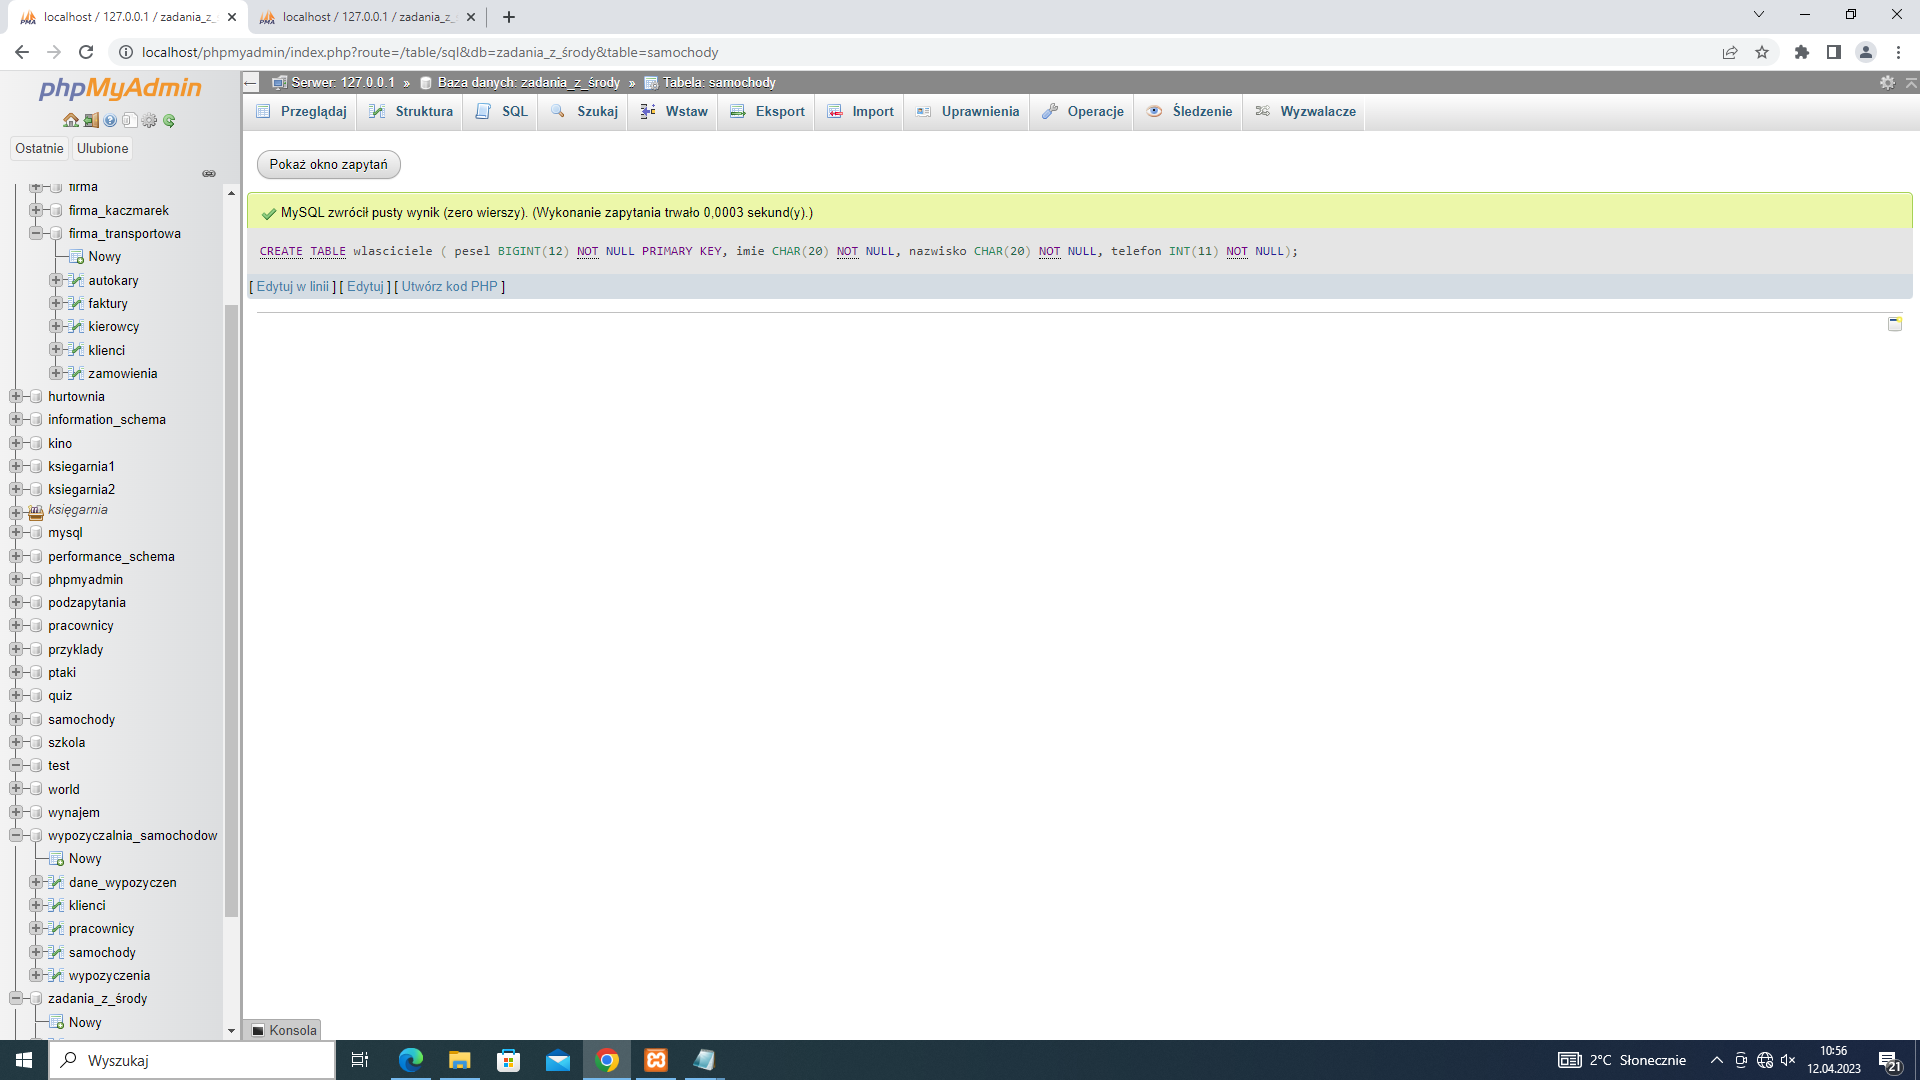 localhost / 127.0.0.1 / zadania_z_
localhost / 127.0.0.1 / zadania_z_
localhost/phpmyadmin/index.php?route=/table/sql&db=zadania_z_środy&table=samochody
phpMyAdmin
Ostatnie
Ulubione
firma
firma_kaczmarek
firma_transportowa
Nowy
autokary
faktury
kierowcy
klienci
zamowienia
hurtownia
information_schema
kino
ksiegarnia1
ksiegarnia2
księgarnia
mysql
performance_schema
phpmyadmin
podzapytania
pracownicy
przyklady
ptaki
quiz
samochody
szkola
test
world
wynajem
wypozyczalnia_samochodow
Nowy
dane_wypozyczen
klienci
pracownicy
samochody
wypozyczenia
zadania_z_środy
Nowy
Serwer: 127.0.0.1 » Baza danych: zadania_z_środy » Tabela: samochody
Przeglądaj Struktura SQL Szukaj Wstaw Eksport Import Uprawnienia Operacje Śledzenie Wyzwalacze
Pokaż okno zapytań
MySQL zwrócił pusty wynik (zero wierszy). (Wykonanie zapytania trwało 0,0003 sekund(y).)
CREATE TABLE wlasciciele ( pesel BIGINT(12) NOT NULL PRIMARY KEY, imie CHAR(20) NOT NULL, nazwisko CHAR(20) NOT NULL, telefon INT(11) NOT NULL);
[ Edytuj w linii ] [ Edytuj ] [ Utwórz kod PHP ]
Konsola
Wyszukaj
2°C Słonecznie
10:56
12.04.2023
21